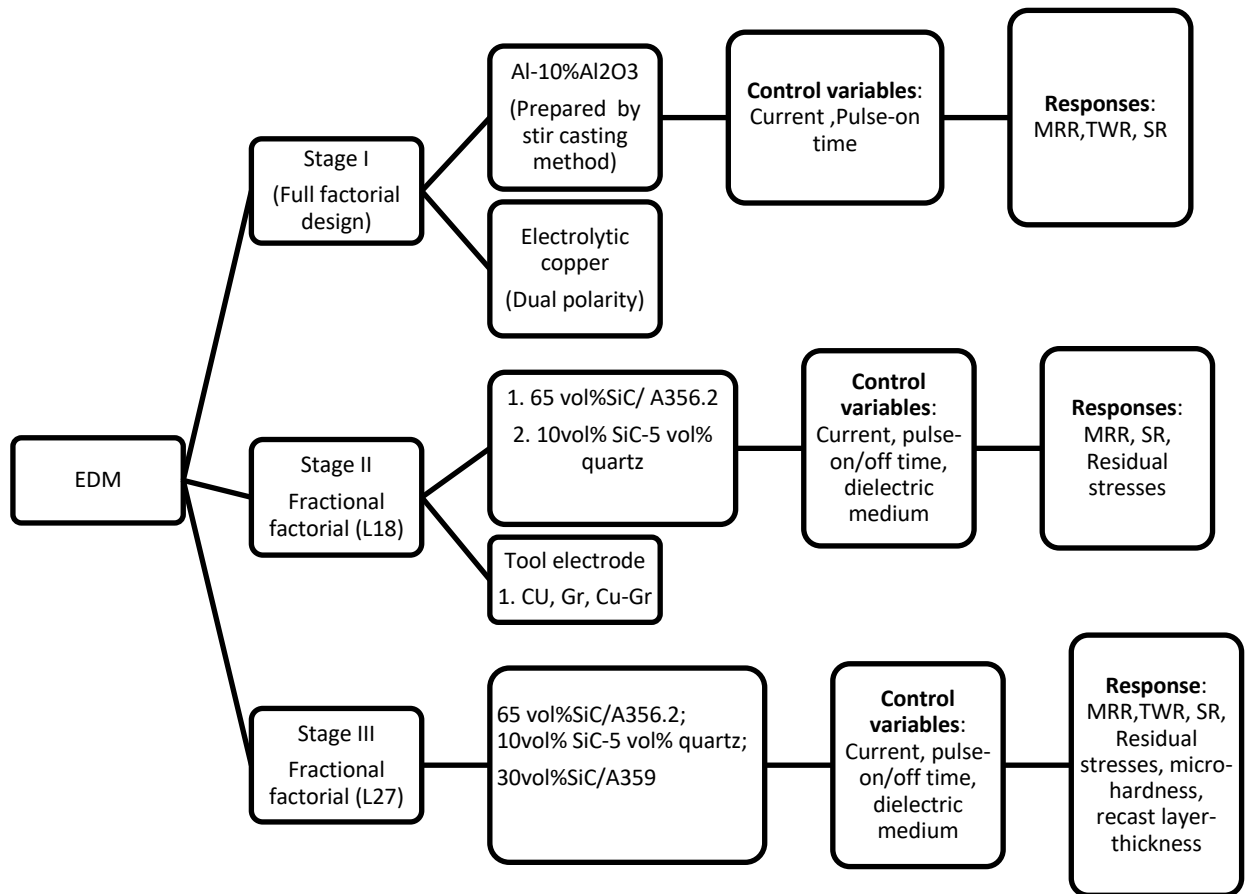 EDM
Stage I
(Full factorial
design)
Al-10%Al2O3
(Prepared by
stir casting
method)
Electrolytic
copper
(Dual polarity)
Control variables:
Current ,Pulse-on
time
Responses:
MRR,TWR, SR
Stage II
Fractional
factorial (L18)
1. 65 vol%SiC/ A356.2
2. 10vol% SiC-5 vol%
quartz
Tool electrode
1. CU, Gr, Cu-Gr
Control
variables:
Current, pulse-
on/off time,
dielectric
medium
Responses:
MRR, SR,
Residual
stresses
Stage III
Fractional
factorial (L27)
65 vol%SiC/A356.2;
10vol% SiC-5 vol% quartz;
30vol%SiC/A359
Control
variables:
Current, pulse-
on/off time,
dielectric
medium
Response:
MRR,TWR, SR,
Residual
stresses, micro-
hardness,
recast layer-
thickness